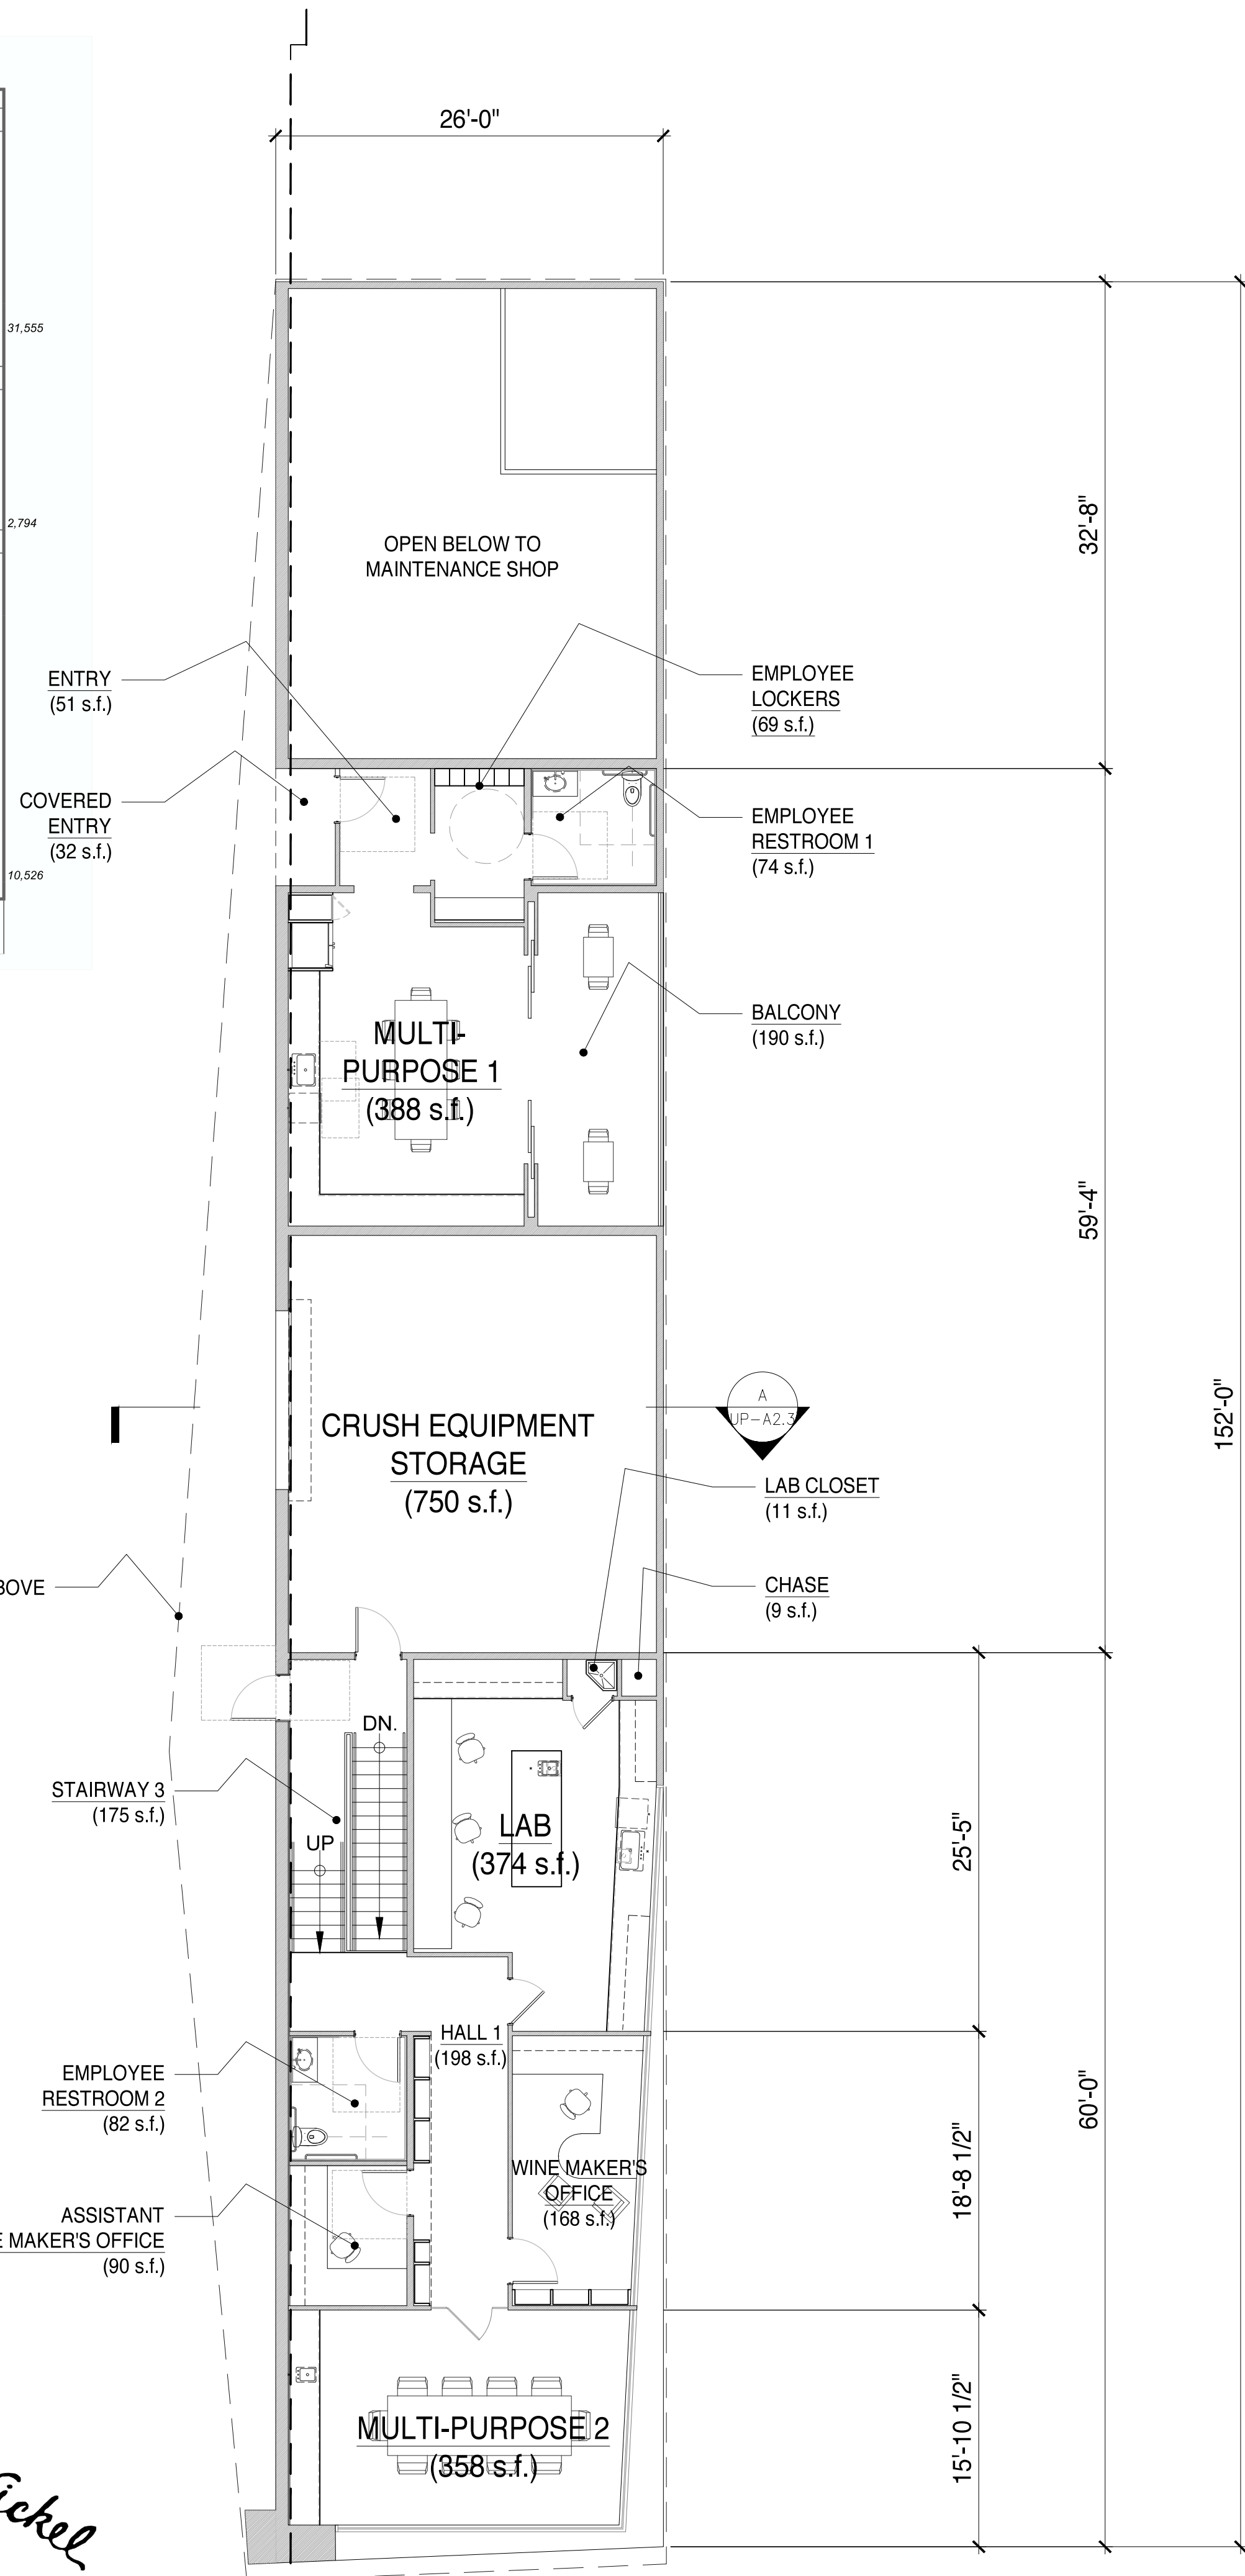 26'-0"
31,555
2,794
10,526
OPEN BELOW TO
MAINTENANCE SHOP
32'-8"
ENTRY
(51 s.f.)
EMPLOYEE
LOCKERS
(69 s.f.)
COVERED
ENTRY
(32 s.f.)
EMPLOYEE
RESTROOM 1
(74 s.f.)
MULTI-
PURPOSE 1
(388 s.f.)
BALCONY
(190 s.f.)
59'-4"
152'-0"
CRUSH EQUIPMENT
STORAGE
(750 s.f.)
A
UP-A2.3
LAB CLOSET
(11 s.f.)
CHASE
(9 s.f.)
BOVE
DN.
UP
STAIRWAY 3
(175 s.f.)
LAB
(374 s.f.)
25'-5"
HALL 1
(198 s.f.)
EMPLOYEE
RESTROOM 2
(82 s.f.)
60'-0"
18'-8 1/2"
WINE MAKER'S
OFFICE
(168 s.f.)
ASSISTANT
E MAKER'S OFFICE
(90 s.f.)
MULTI-PURPOSE 2
(358 s.f.)
15'-10 1/2"
ickel